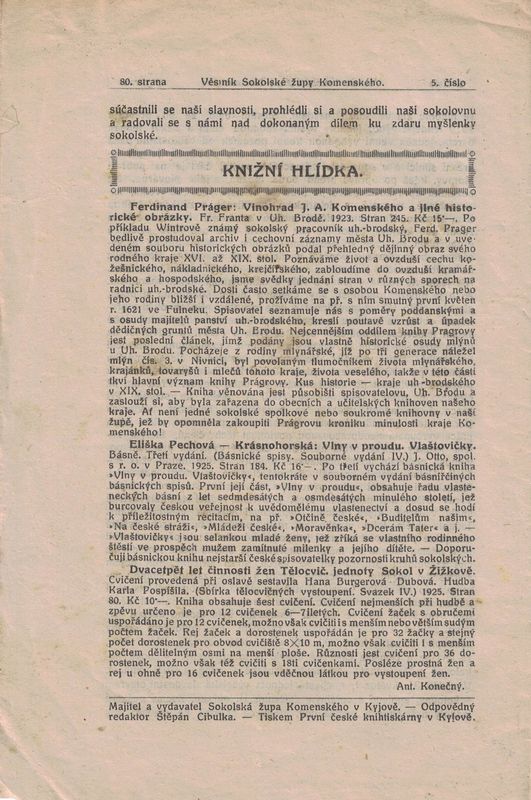 80. strana Věstník Sokolské župy Komenského. 5. číslo
súčastnili se naší slavnosti, prohlédli si a posoudili naši sokolovnu
a radovali se s námi nad dokonaným dílem ku zdaru myšlenky
sokolské.
KNIŽNÍ HLÍDKA.
Ferdinand Práger: Vinohrad J. A. Komenského a jiné histo-
rické obrázky. Fr. Franta v Uh. Brodě. 1923. Stran 245. Kč 15·—. Po
příkladu Wintrově známý sokolský pracovník uh.-brodský, Ferd. Prager
bedlivě prostudoval archiv i cechovní záznamy města Uh. Brodu a v uve-
deném souboru historických obrázků podal přehledný dějinný obraz svého
rodného kraje XVI. až XIX. stol. Poznáváme život a ovzduší cechu ko-
žešnického, nákladnického, krejčířského, zabloudíme do ovzduší kramář-
ského a hospodského, jsme svědky jednání stran v různých sporech na
radnici uh.-brodské. Dosti často setkáme se s osobou Komenského nebo
jeho rodiny bližší i vzdálené, prožíváme na př. s ním smutný první květen
r. 1621 ve Fulneku. Spisovatel seznamuje nás s poměry poddanskými a
s osudy majitelů panství uh.-brodského, kreslí poutavě vzrůst a úpadek
dědičných gruntů města Uh. Brodu. Nejcennějším oddílem knihy Pragrovy
jest poslední článek, jímž podány jsou vlastně historické osudy mlýnů
u Uh. Brodu. Pocházeje z rodiny mlynářské, jíž po tři generace náležel
mlýn čís. 3. v Nivnici, byl povolaným tlumočníkem života mlynářského,
krajánků, tovaryšů i mlečů tohoto kraje, života veselého, takže v této části
tkví hlavní význam knihy Prágrovy. Kus historie — kraje uh-brodského
v XIX. stol. — Kniha věnována jest působišti spisovatelovu, Uh. Brodu a
zaslouží si, aby byla zařazena do obecních a učitelských knihoven našeho
kraje. Ať není jedné sokolské spolkové nebo soukromé knihovny v naší
župě, jež by opoměla zakoupiti Prágrovu kroniku minulosti kraje Ko-
menského!
Eliška Pechová — Krásnohorská: Vlny v proudu. Vlaštovičky.
Básně. Třetí vydání. (Básnické spisy. Souborné vydání IV.) J. Otto, spol.
s r. o. v Praze. 1925. Stran 184. Kč 16·—. Po třetí vychází básnická kniha
»Vlny v proudu. Vlaštovičky«, tentokráte v souborném vydání básnířčiných
básnických spisů. První její část, »Vlny v proudu«, obsahuje řadu vlaste-
neckých básní z let sedmdesátých a osmdesátých minulého století, jež
burcovaly českou veřejnost k uvědomělému vlastenectví a dosud se hodí
k příležitostným recitacím, na př. »Otčině české«, »Buditelům našim«,
»Na české stráži«, »Mládeži české«, »Moravěnka«, »Dcerám Tater« a j. —
»Vlaštovičky« jsou selankou mladé ženy, jež zříká se vlastního rodinného
štěstí ve prospěch mužem zamítnuté milenky a jejího dítěte. — Doporu-
čuji básnickou knihu nejstarší české spisovatelky pozornosti kruhů sokolských.
Dvacetpět let činnosti žen Tělocvič. jednoty Sokol v Žižkově.
Cvičení provedená při oslavě sestavila Hana Burgerová - Dubová. Hudba
Karla Pospíšila. (Sbírka tělocvičných vystoupení. Svazek IV.) 1925. Stran
80. Kč 10·—. Kniha obsahuje šest cvičení. Cvičení nejmenších při hudbě a
zpěvu určeno je pro 12 cvičenek 6—7letých. Cvičení žaček s obručemi
uspořádáno je pro 12 cvičenek, možno však cvičiti i s menším nebo větším sudým
počtem žaček. Rej žaček a dorostenek uspořádán je pro 32 žačky a stejný
počet dorostenek pro obvod cvičiště 8×10 m, možno však cvičiti i s menším
počtem dělitelným osmi na menší ploše. Různosti jest cvičení pro 36 do-
rostenek, možno však též cvičiti s 18ti cvičenkami. Posléze prostná žen a
rej u ohně pro 16 cvičenek jsou vděčnou látkou pro vystoupení žen.
Ant. Konečný.
Majitel a vydavatel Sokolská župa Komenského v Kyjově. — Odpovědný
redaktor Štěpán Cibulka. — Tiskem První české knihtiskárny v Kyjově.